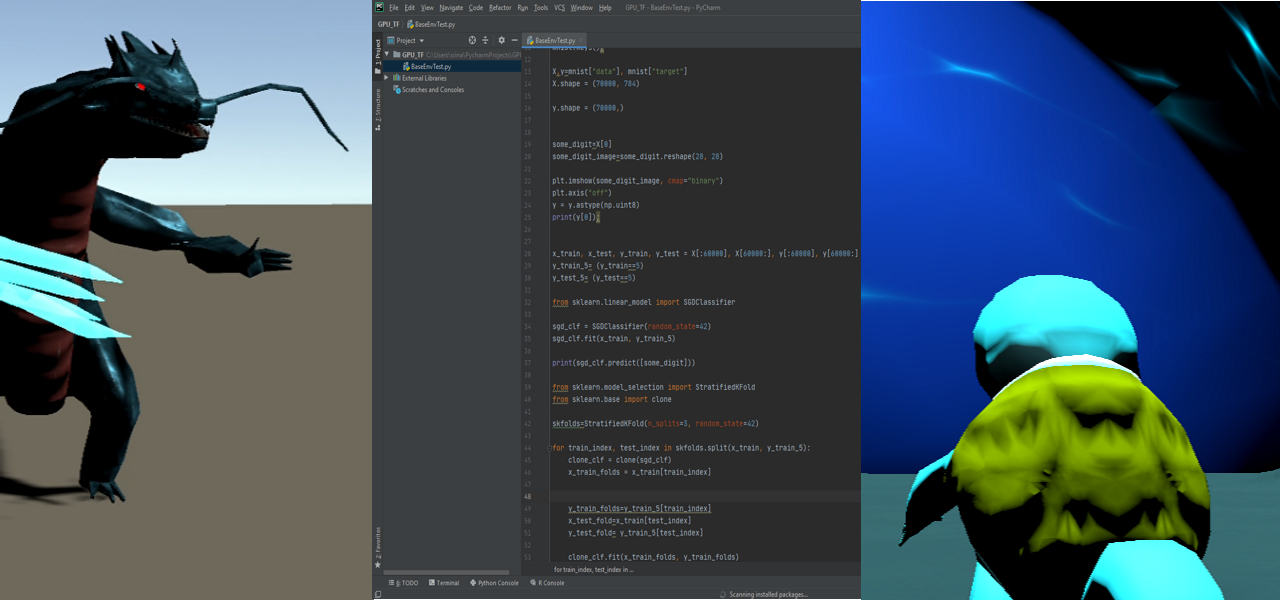 File Edit View Navigate Code Refactor Run Tools VCS Window Help GPU_TF - BaseEnvTest.py - PyCharm
GPU_TF BaseEnvTest.py
Project
BaseEnvTest.py
1: Project
GPU_TF
BaseEnvTest.py
External Libraries
Scratches and Consoles
Structure
2: Favorites
13 X,y=mnist["data"], mnist["target"]
14 X.shape = (70000, 784)
15
16 y.shape = (70000,)
17
18
19 some_digit=X[0]
20 some_digit_image=some_digit.reshape(28, 28)
21
22 plt.imshow(some_digit_image, cmap="binary")
23 plt.axis("off")
24 y = y.astype(np.uint8)
25 print(y[0]);
26
27
28 x_train, x_test, y_train, y_test = X[:60000], X[60000:], y[:60000], y[60000:]
29 y_train_5= (y_train==5)
30 y_test_5= (y_test==5)
31
32 from sklearn.linear_model import SGDClassifier
33
34 sgd_clf = SGDClassifier(random_state=42)
35 sgd_clf.fit(x_train, y_train_5)
36
37 print(sgd_clf.predict([some_digit]))
38
39 from sklearn.model_selection import StratifiedKFold
40 from sklearn.base import clone
41
42 skfolds=StratifiedKFold(n_splits=3, random_state=42)
43
44 for train_index, test_index in skfolds.split(x_train, y_train_5):
45 clone_clf = clone(sgd_clf)
46 x_train_folds = x_train[train_index]
47
48
49 y_train_folds=y_train_5[train_index]
50 x_test_fold=x_train[test_index]
51 y_test_fold= y_train_5[test_index]
52
53 clone_clf.fit(x_train_folds, y_train_folds)
for train_index, test_index in ...
6: TODO Terminal Python Console R Console
Scanning installed packages...